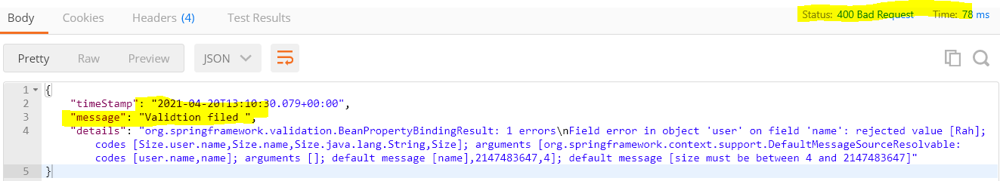 Body Cookies Headers (4) Test Results Status: 400 Bad Request Time: 78 ms
Pretty Raw Preview JSON
1 {
2 "timeStamp": "2021-04-20T13:10:30.079+00:00",
3 "message": "Validtion filed ",
4 "details": "org.springframework.validation.BeanPropertyBindingResult: 1 errors\nField error in object 'user' on field 'name': rejected value [Rah];
codes [Size.user.name,Size.name,Size.java.lang.String,Size]; arguments [org.springframework.context.support.DefaultMessageSourceResolvable:
codes [user.name,name]; arguments []; default message [name],2147483647,4]; default message [size must be between 4 and 2147483647]"
5 }